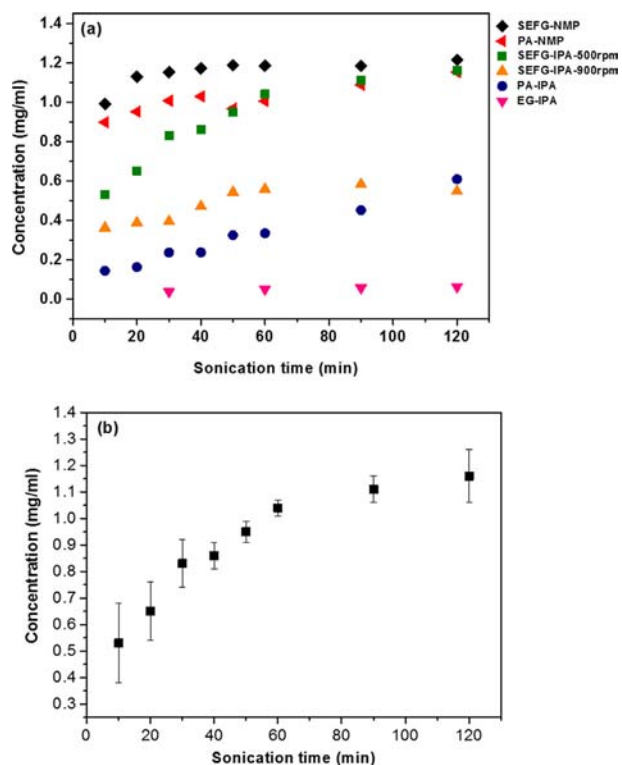 (a)
SEFG-NMP
PA-NMP
SEFG-IPA-500rpm
SEFG-IPA-900rpm
PA-IPA
EG-IPA
Concentration (mg/ml)
1.4
1.2
1.0
0.8
0.6
0.4
0.2
0.0
0 20 40 60 80 100 120
Sonication time (min)
(b)
Concentration (mg/ml)
1.4
1.3
1.2
1.1
1.0
0.9
0.8
0.7
0.6
0.5
0.4
0.3
0 20 40 60 80 100 120
Sonication time (min)